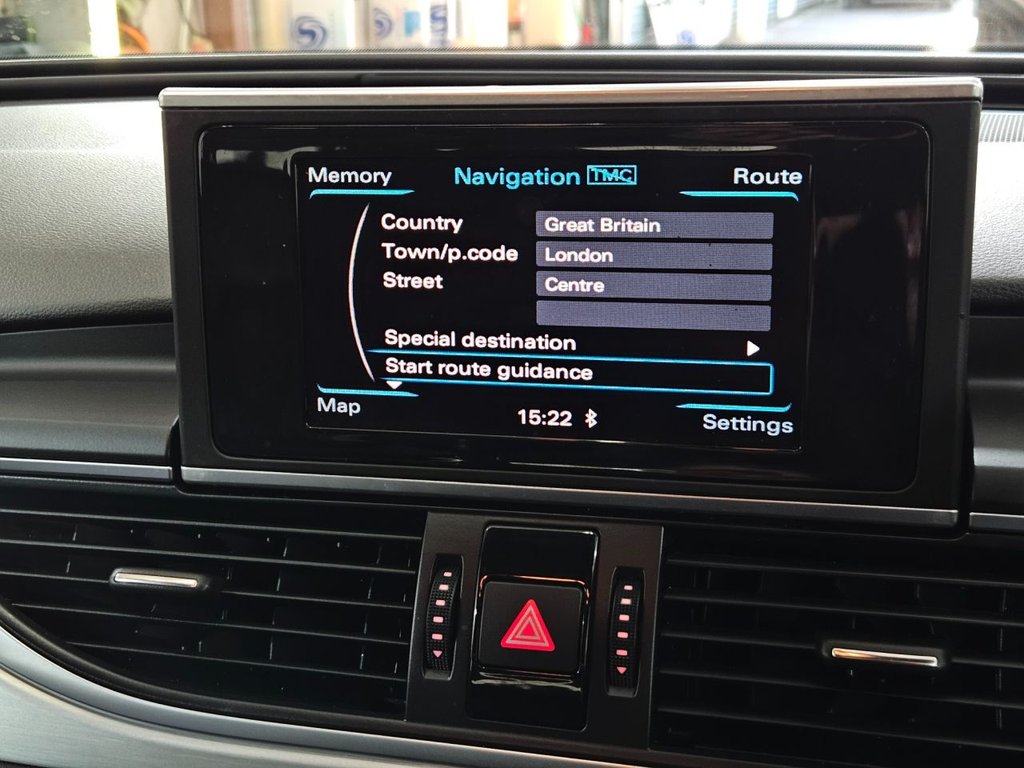 Memory Navigation TMC Route
Country Great Britain
Town/p.code London
Street Centre
Special destination
Start route guidance
Map 15:22 Settings